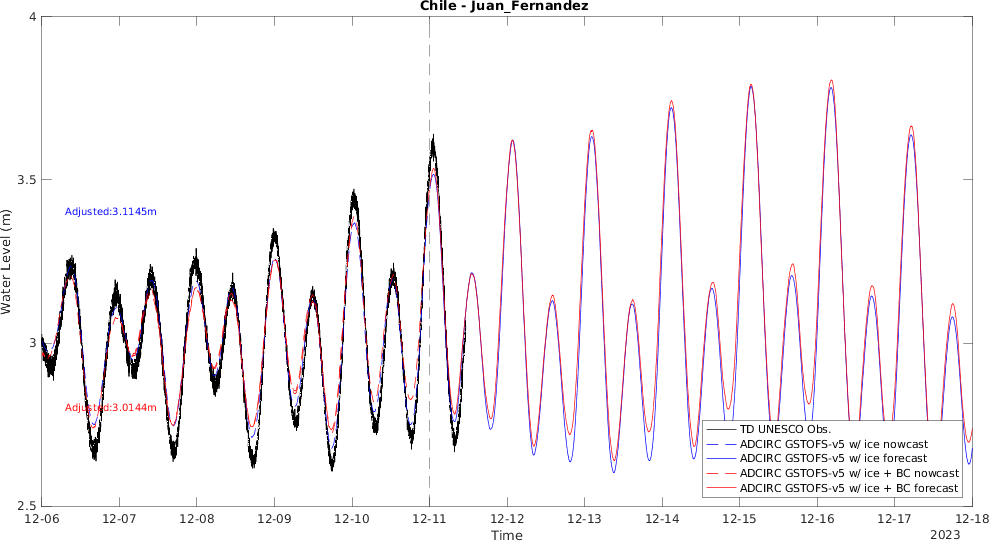 Chile - Juan_Fernandez
Water Level (m)
4
3.5
3
2.5
Adjusted:3.1145m
Adjusted:3.0144m
TD UNESCO Obs.
ADCIRC GSTOFS-v5 w/ ice nowcast
ADCIRC GSTOFS-v5 w/ ice forecast
ADCIRC GSTOFS-v5 w/ ice + BC nowcast
ADCIRC GSTOFS-v5 w/ ice + BC forecast
12-06 12-07 12-08 12-09 12-10 12-11 12-12 12-13 12-14 12-15 12-16 12-17 12-18
Time
2023